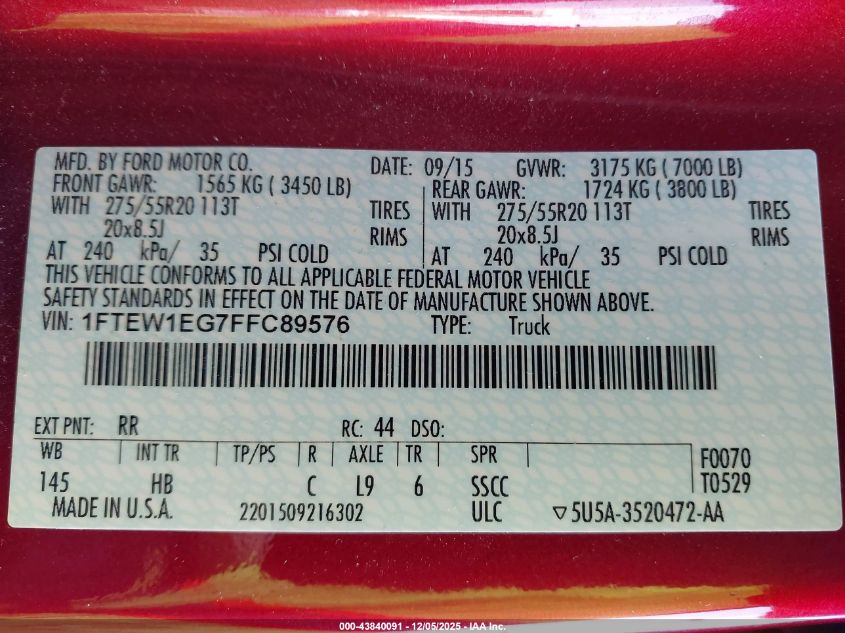 MFD. BY FORD MOTOR CO. DATE: 09/15 GVWR: 3175 KG ( 7000 LB)
FRONT GAWR: 1565 KG ( 3450 LB) REAR GAWR: 1724 KG ( 3800 LB)
WITH 275/55R20 113T TIRES WITH 275/55R20 113T TIRES
20x8.5J RIMS 20x8.5J RIMS
AT 240 kPa/ 35 PSI COLD AT 240 kPa/ 35 PSI COLD
THIS VEHICLE CONFORMS TO ALL APPLICABLE FEDERAL MOTOR VEHICLE
SAFETY STANDARDS IN EFFECT ON THE DATE OF MANUFACTURE SHOWN ABOVE.
VIN: 1FTEW1EG7FFC89576 TYPE: Truck
EXT PNT: RR RC: 44 DSO:
WB INT TR TP/PS R AXLE TR SPR F0070
145 HB C L9 6 SSCC T0529
MADE IN U.S.A. 2201509216302 ULC ▽5U5A-3520472-AA
000-43840091 - 12/05/2025 - IAA Inc.